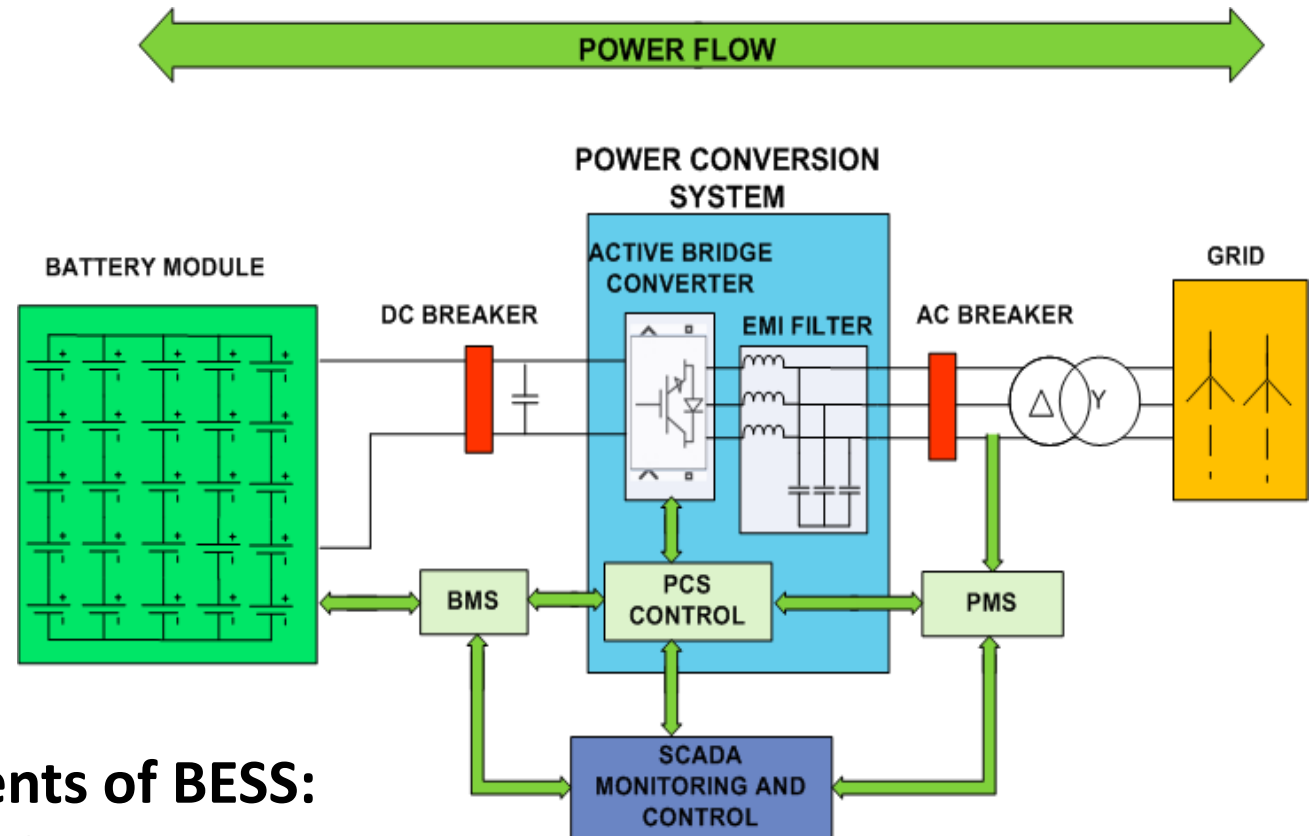 POWER FLOW
POWER CONVERSION
SYSTEM
BATTERY MODULE
DC BREAKER
ACTIVE BRIDGE
CONVERTER
EMI FILTER
AC BREAKER
GRID
Δ
Y
BMS
PCS
CONTROL
PMS
SCADA
MONITORING AND
CONTROL
ents of BESS: